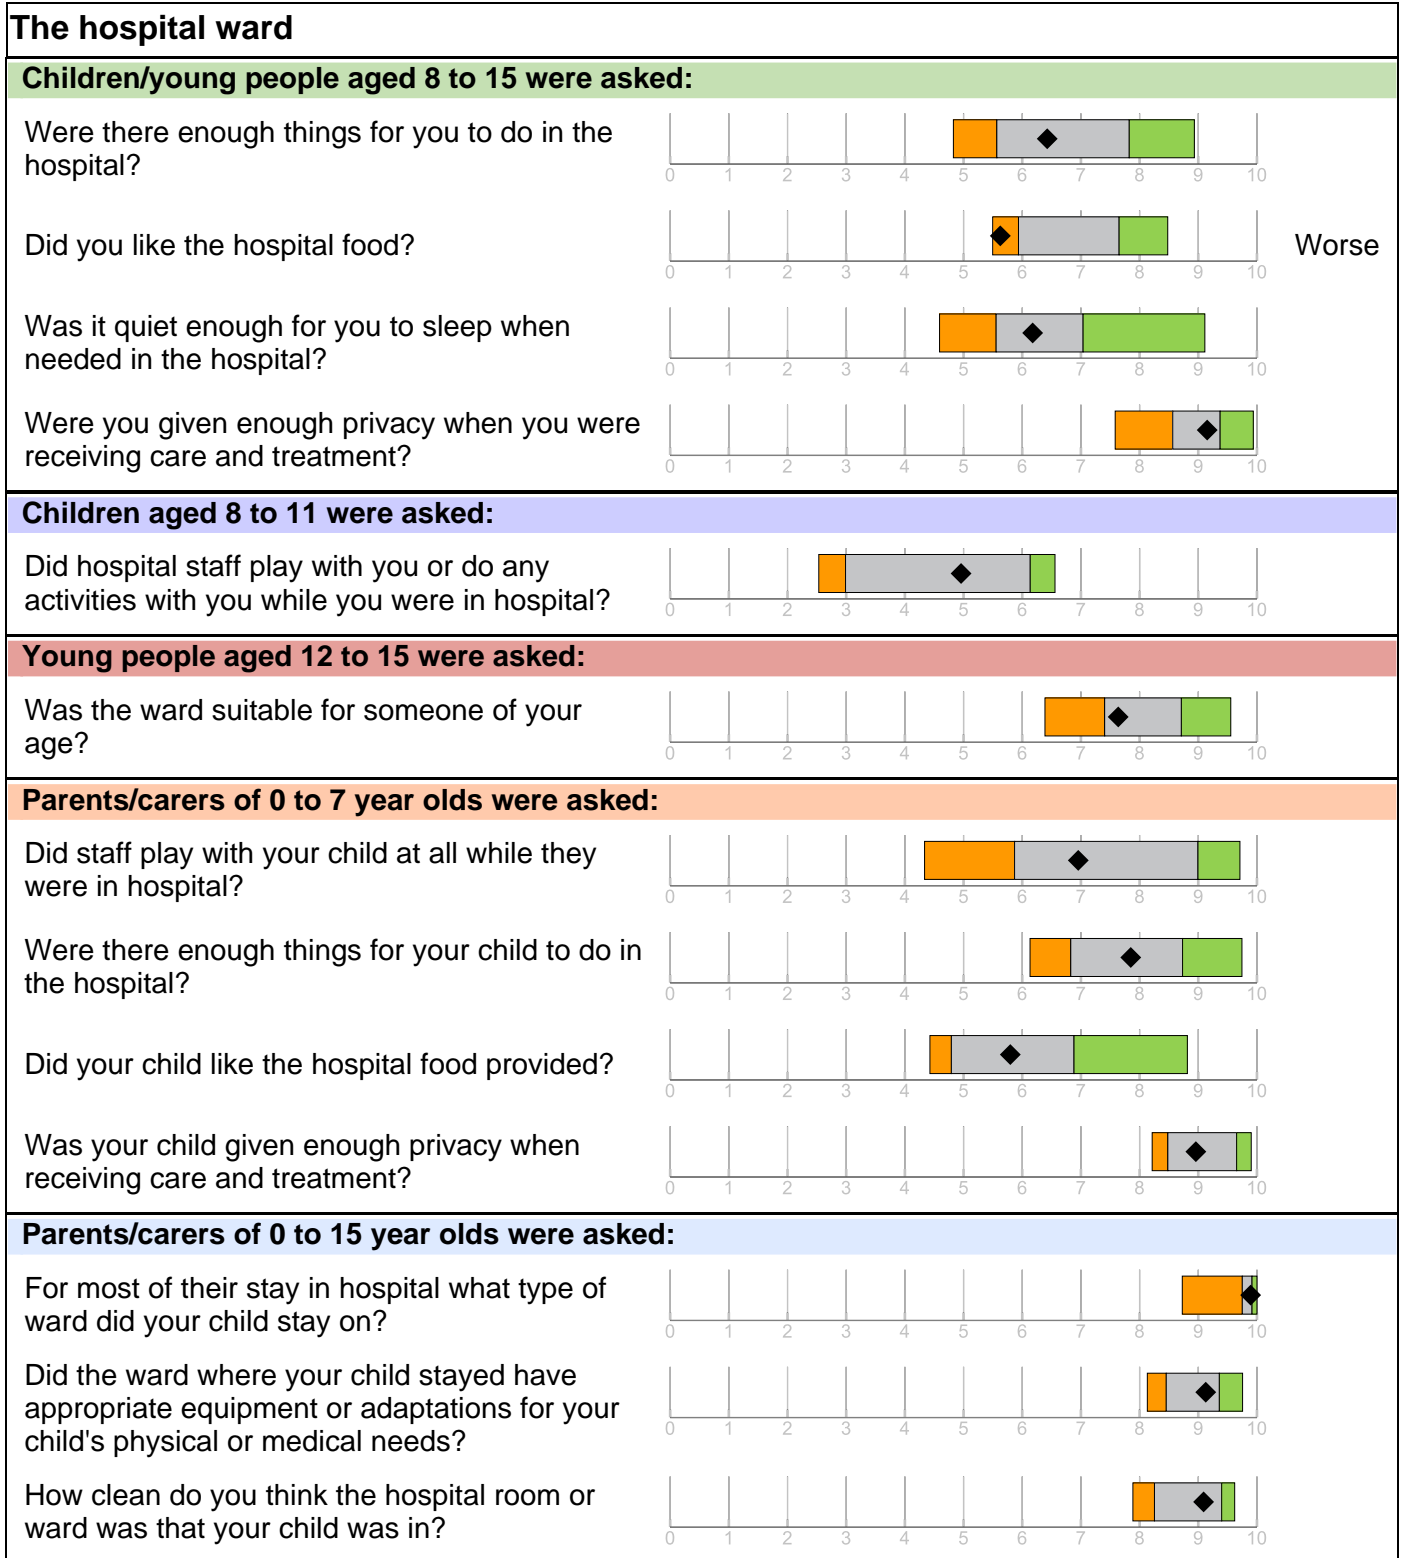 The hospital ward
Children/young people aged 8 to 15 were asked:
Were there enough things for you to do in the
hospital?
0 1 2 3 4 5 6 7 8 9 10
Did you like the hospital food?
Worse
0 1 2 3 4 5 6 7 8 9 10
Was it quiet enough for you to sleep when
needed in the hospital?
0 1 2 3 4 5 6 7 8 9 10
Were you given enough privacy when you were
receiving care and treatment?
0 1 2 3 4 5 6 7 8 9 10
Children aged 8 to 11 were asked:
Did hospital staff play with you or do any
activities with you while you were in hospital?
0 1 2 3 4 5 6 7 8 9 10
Young people aged 12 to 15 were asked:
Was the ward suitable for someone of your
age?
0 1 2 3 4 5 6 7 8 9 10
Parents/carers of 0 to 7 year olds were asked:
Did staff play with your child at all while they
were in hospital?
0 1 2 3 4 5 6 7 8 9 10
Were there enough things for your child to do in
the hospital?
0 1 2 3 4 5 6 7 8 9 10
Did your child like the hospital food provided?
0 1 2 3 4 5 6 7 8 9 10
Was your child given enough privacy when
receiving care and treatment?
0 1 2 3 4 5 6 7 8 9 10
Parents/carers of 0 to 15 year olds were asked:
For most of their stay in hospital what type of
ward did your child stay on?
0 1 2 3 4 5 6 7 8 9 10
Did the ward where your child stayed have
appropriate equipment or adaptations for your
child's physical or medical needs?
0 1 2 3 4 5 6 7 8 9 10
How clean do you think the hospital room or
ward was that your child was in?
0 1 2 3 4 5 6 7 8 9 10